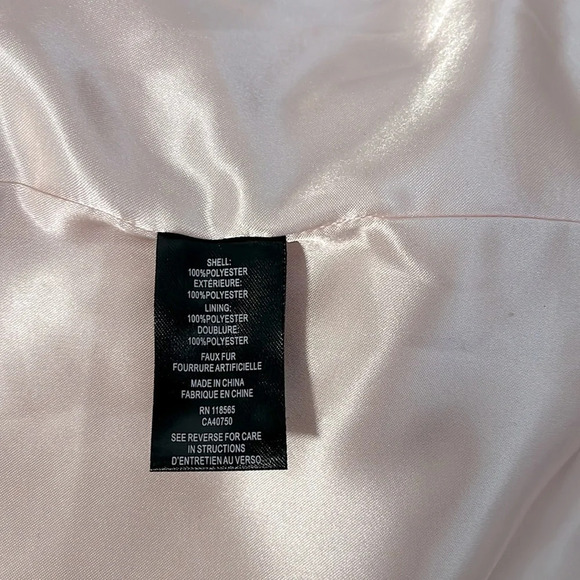 SHELL:
100%POLYESTER
EXTÉRIEURE:
100%POLYESTER
LINING:
100%POLYESTER
DOUBLURE:
100%POLYESTER
FAUX FUR
FOURRURE ARTIFICIELLE
MADE IN CHINA
FABRIQUE EN CHINE
RN 118565
CA40750
SEE REVERSE FOR CARE
IN STRUCTIONS
D'ENTRETIEN AU VERSO